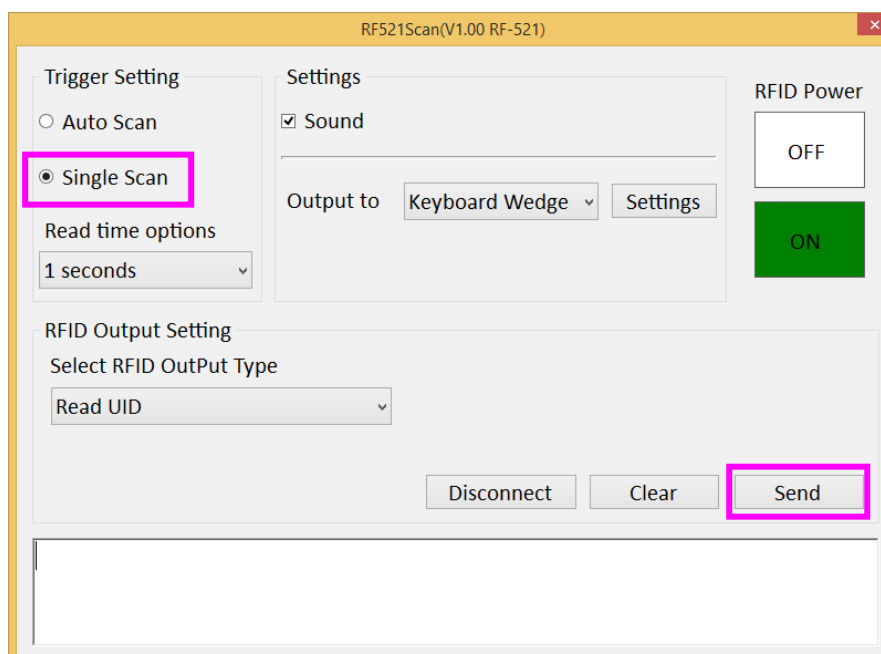 RF521Scan(V1.00 RF-521)
Trigger Setting
Auto Scan
Single Scan
Read time options
1 seconds
Settings
Sound
Output to Keyboard Wedge Settings
RFID Power
OFF
ON
RFID Output Setting
Select RFID OutPut Type
Read UID
Disconnect Clear Send